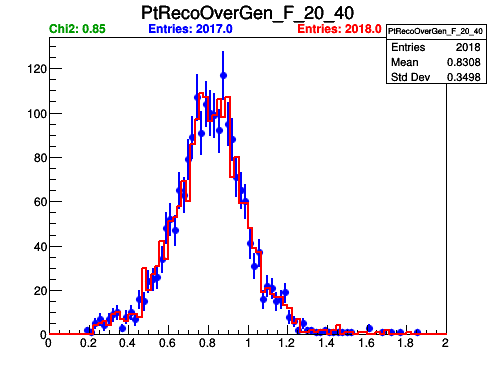 PtRecoOverGen_F_20_40
Chi2: 0.85 Entries: 2017.0 Entries: 2018.0
PtRecoOverGen_F_20_40
Entries 2018
Mean 0.8308
Std Dev 0.3498
120
100
80
60
40
20
0
0 0.2 0.4 0.6 0.8 1 1.2 1.4 1.6 1.8 2